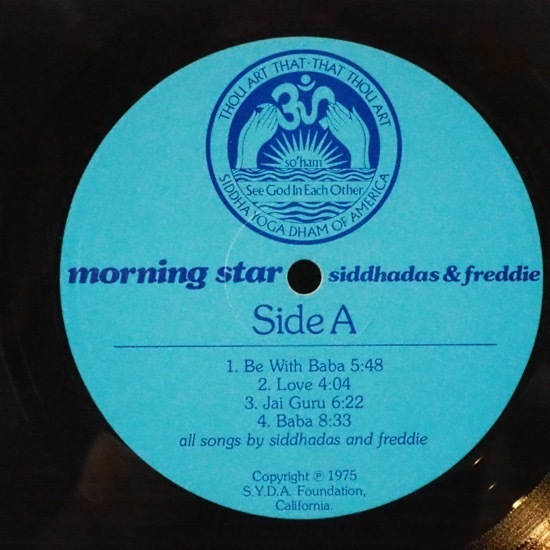 THOU ART THAT · THAT THOU ART
ॐ
so'ham
See God In Each Other
SIDDHA YOGA DHAM OF AMERICA
morning star siddhadas & freddie
Side A
1. Be With Baba 5:48
2. Love 4:04
3. Jai Guru 6:22
4. Baba 8:33
all songs by siddhadas and freddie
Copyright ℗ 1975
S.Y.D.A. Foundation,
California.